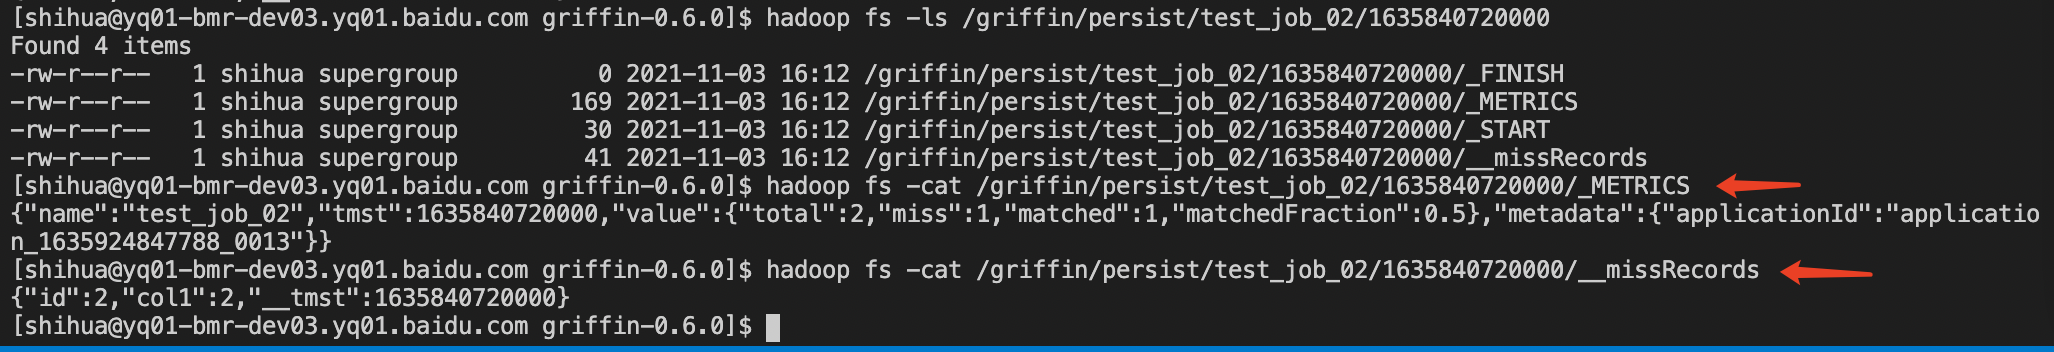 [shihua@yq01-bmr-dev03.yq01.baidu.com griffin-0.6.0]$ hadoop fs -ls /griffin/persist/test_job_02/1635840720000
Found 4 items
-rw-r--r--   1 shihua supergroup          0 2021-11-03 16:12 /griffin/persist/test_job_02/1635840720000/_FINISH
-rw-r--r--   1 shihua supergroup        169 2021-11-03 16:12 /griffin/persist/test_job_02/1635840720000/_METRICS
-rw-r--r--   1 shihua supergroup         30 2021-11-03 16:12 /griffin/persist/test_job_02/1635840720000/_START
-rw-r--r--   1 shihua supergroup         41 2021-11-03 16:12 /griffin/persist/test_job_02/1635840720000/__missRecords
[shihua@yq01-bmr-dev03.yq01.baidu.com griffin-0.6.0]$ hadoop fs -cat /griffin/persist/test_job_02/1635840720000/_METRICS
{"name":"test_job_02","tmst":1635840720000,"value":{"total":2,"miss":1,"matched":1,"matchedFraction":0.5},"metadata":{"applicationId":"applicatio
n_1635924847788_0013"}}
[shihua@yq01-bmr-dev03.yq01.baidu.com griffin-0.6.0]$ hadoop fs -cat /griffin/persist/test_job_02/1635840720000/__missRecords
{"id":2,"col1":2,"__tmst":1635840720000}
[shihua@yq01-bmr-dev03.yq01.baidu.com griffin-0.6.0]$